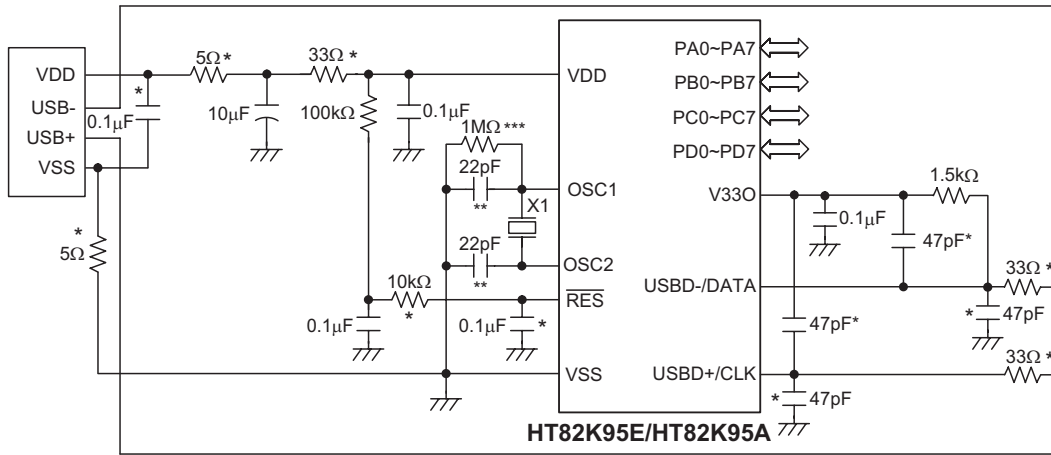 5Ω*
33Ω *
PA0~PA7
VDD
VDD
PB0~PB7
USB-
*
0.1μF
10μF
100kΩ
0.1μF
PC0~PC7
USB+
1MΩ ***
PD0~PD7
VSS
22pF
**
OSC1
V33O
1.5kΩ
X1
0.1μF
47pF*
*
5Ω
22pF
**
OSC2
USBD-/DATA
33Ω *
10kΩ
*
RES
0.1μF
0.1μF
*
47pF*
*
47pF
33Ω *
VSS
USBD+/CLK
*
47pF
HT82K95E/HT82K95A